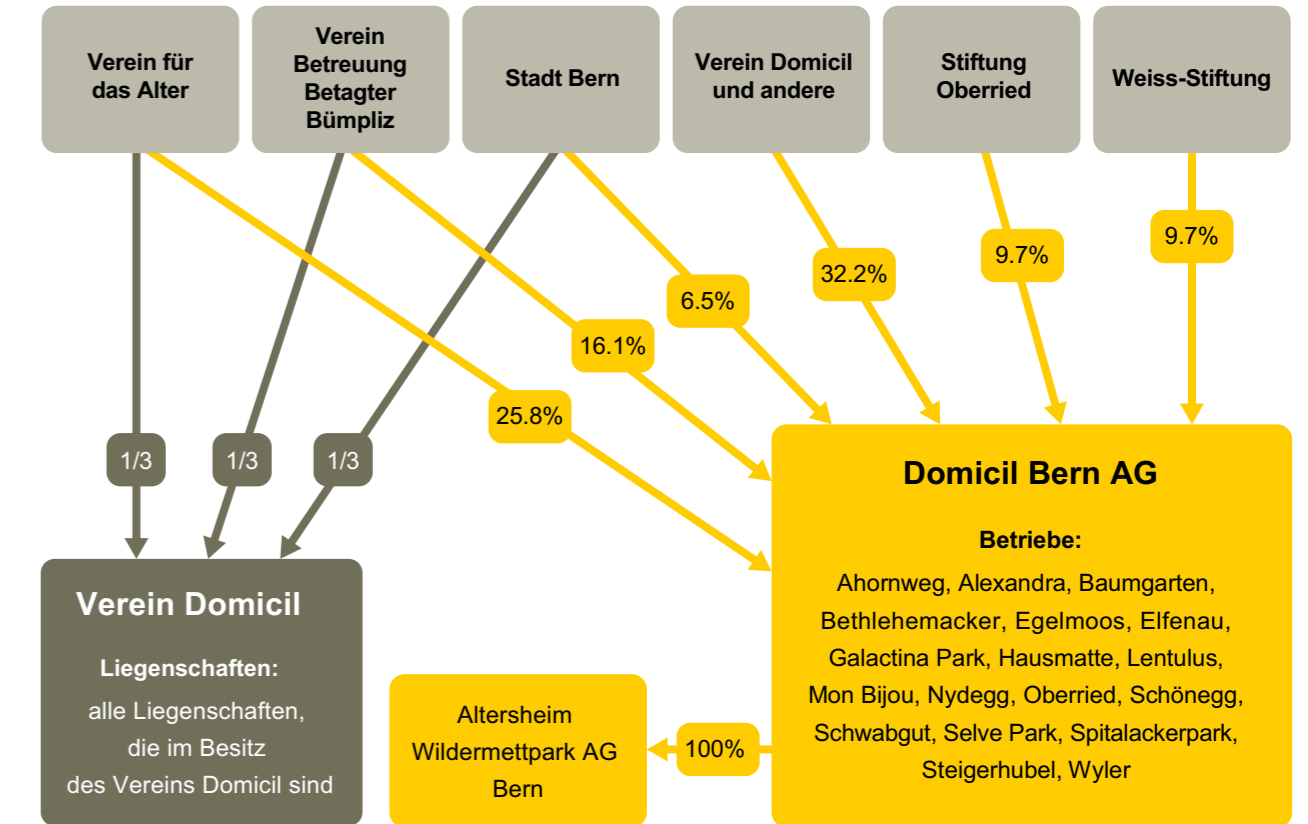 Verein für
das Alter
Verein
Betreuung
Betagter
Bümpliz
Stadt Bern
Verein Domicil
und andere
Stiftung
Oberried
Weiss-Stiftung
9.7%
9.7%
32.2%
6.5%
16.1%
25.8%
1/3
1/3
1/3
Verein Domicil
Liegenschaften:
alle Liegenschaften,
die im Besitz
des Vereins Domicil sind
Altersheim
Wildermettpark AG
Bern
100%
Domicil Bern AG
Betriebe:
Ahornweg, Alexandra, Baumgarten,
Bethlehemacker, Egelmoos, Elfenau,
Galactina Park, Hausmatte, Lentulus,
Mon Bijou, Nydegg, Oberried, Schönegg,
Schwabgut, Selve Park, Spitalackerpark,
Steigerhubel, Wyler